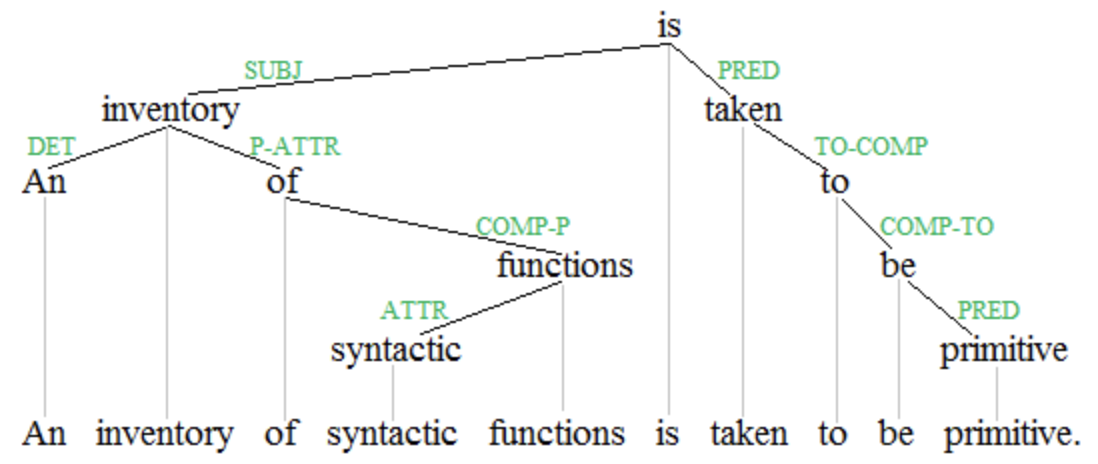 is
SUBJ PRED
inventory taken
DET P-ATTR TO-COMP
An of to
COMP-P COMP-TO
functions be
ATTR PRED
syntactic primitive
An inventory of syntactic functions is taken to be primitive.